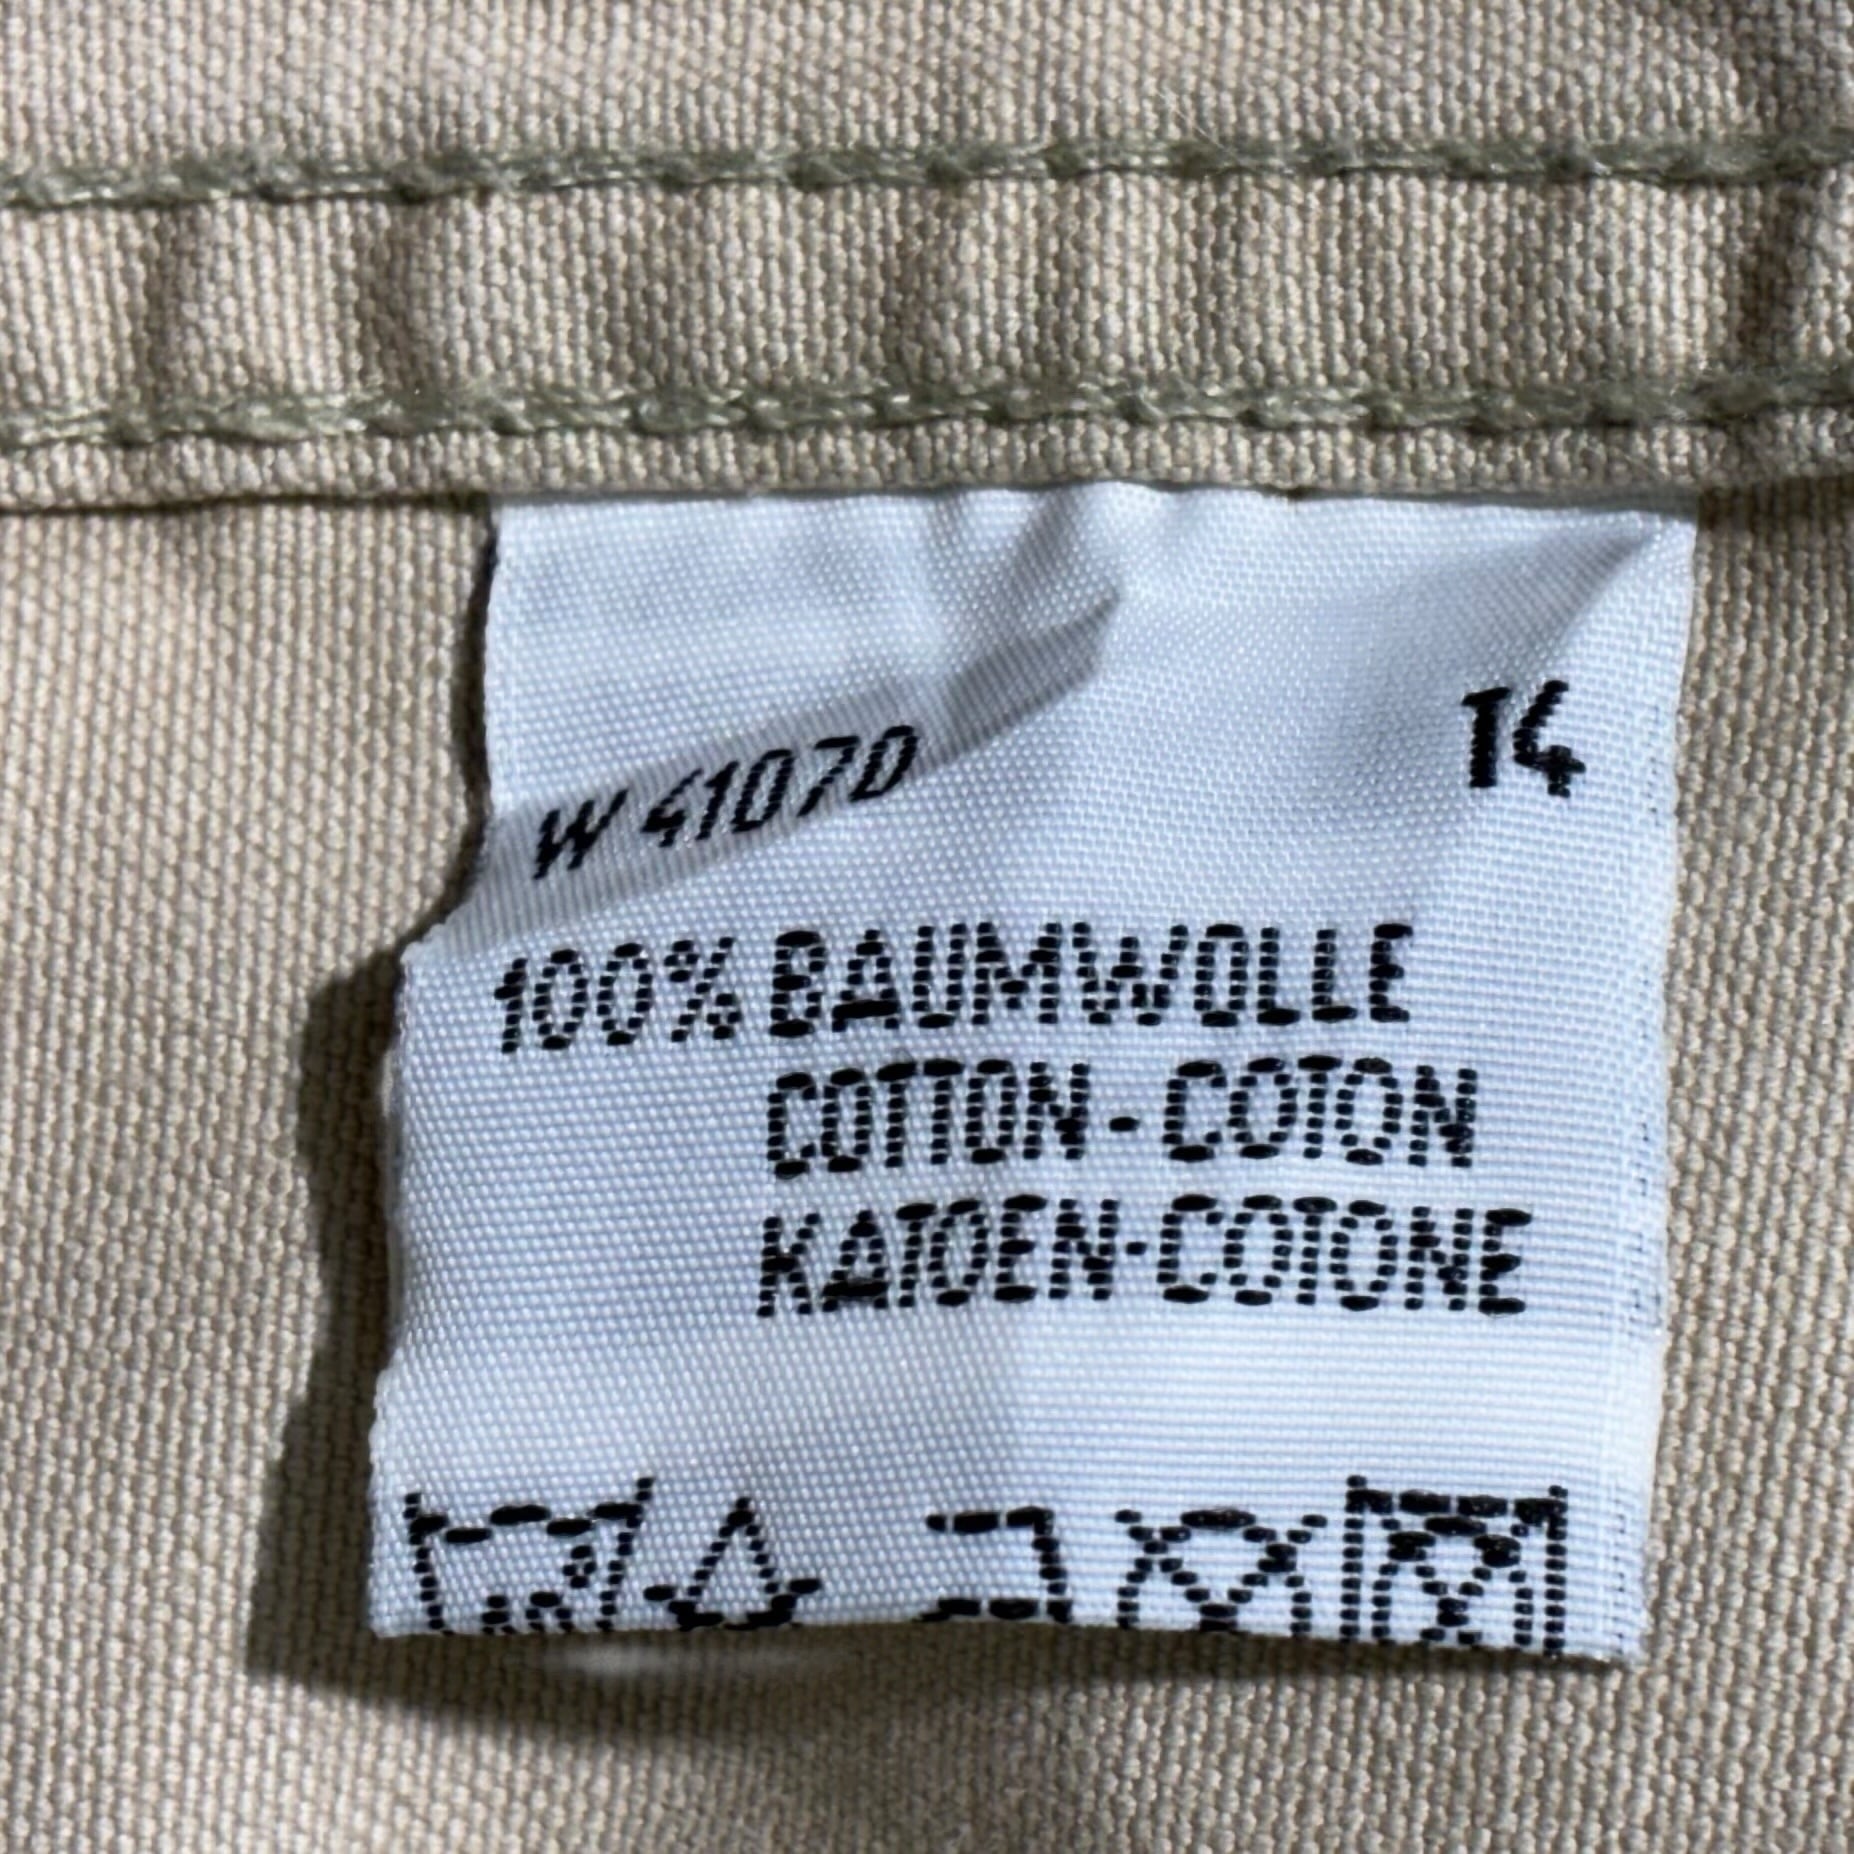 W 41070
14
100% BAUMWOLLE
COTTON - COTON
KATOEN-COTONE